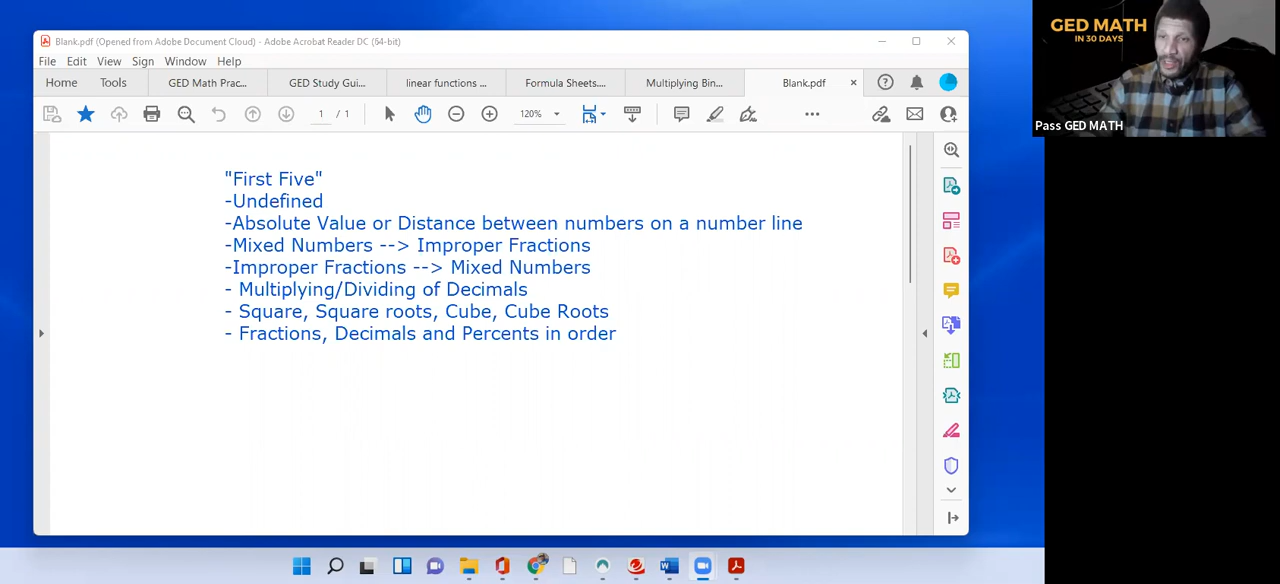 Blank.pdf (Opened from Adobe Document Cloud) - Adobe Acrobat Reader DC (64-bit)
File Edit View Sign Window Help
Home Tools GED Math Prac... GED Study Gui... linear functions ... Formula Sheets.... Multiplying Bin... Blank.pdf
1 / 1 120%
"First Five"
-Undefined
-Absolute Value or Distance between numbers on a number line
-Mixed Numbers --> Improper Fractions
-Improper Fractions --> Mixed Numbers
- Multiplying/Dividing of Decimals
- Square, Square roots, Cube, Cube Roots
- Fractions, Decimals and Percents in order
GED MATH
IN 30 DAYS
Pass GED MATH